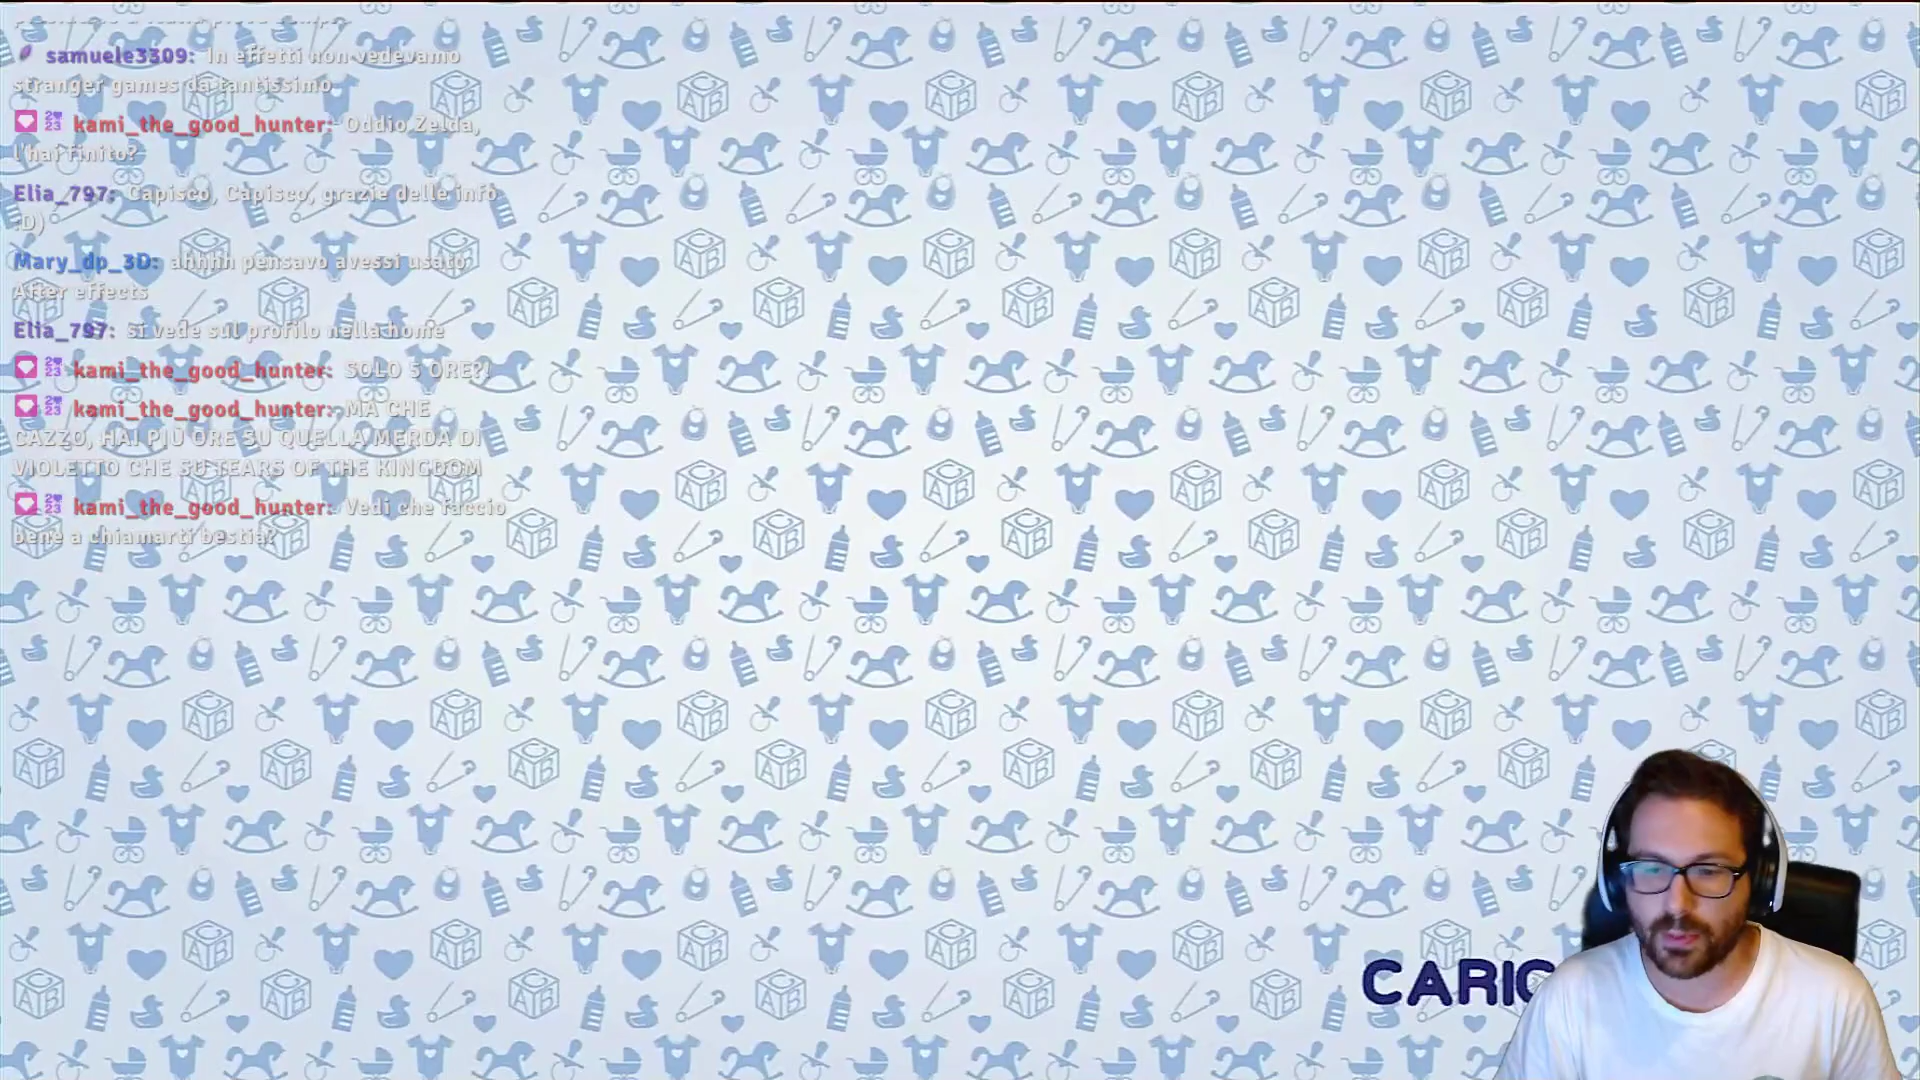 samuele3309: In effetti non vedevamo
stranger games da tantissimo
kami_the_good_hunter: Oddio Zelda,
l'hai finito?
Elia_797: Capisco, Capisco, grazie delle info
:D)
Mary_dp_3D: ahhhh pensavo avessi usato
After effects
Elia_797: Si vede sul profilo nella home
kami_the_good_hunter: SOLO 5 ORE?!
kami_the_good_hunter: MA CHE
CAZZO, HAI PIÙ ORE SU QUELLA MERDA DI
VIOLETTO CHE SU TEARS OF THE KINGDOM
kami_the_good_hunter: Vedi che faccio
bene a chiamarti bestia?
CARIC